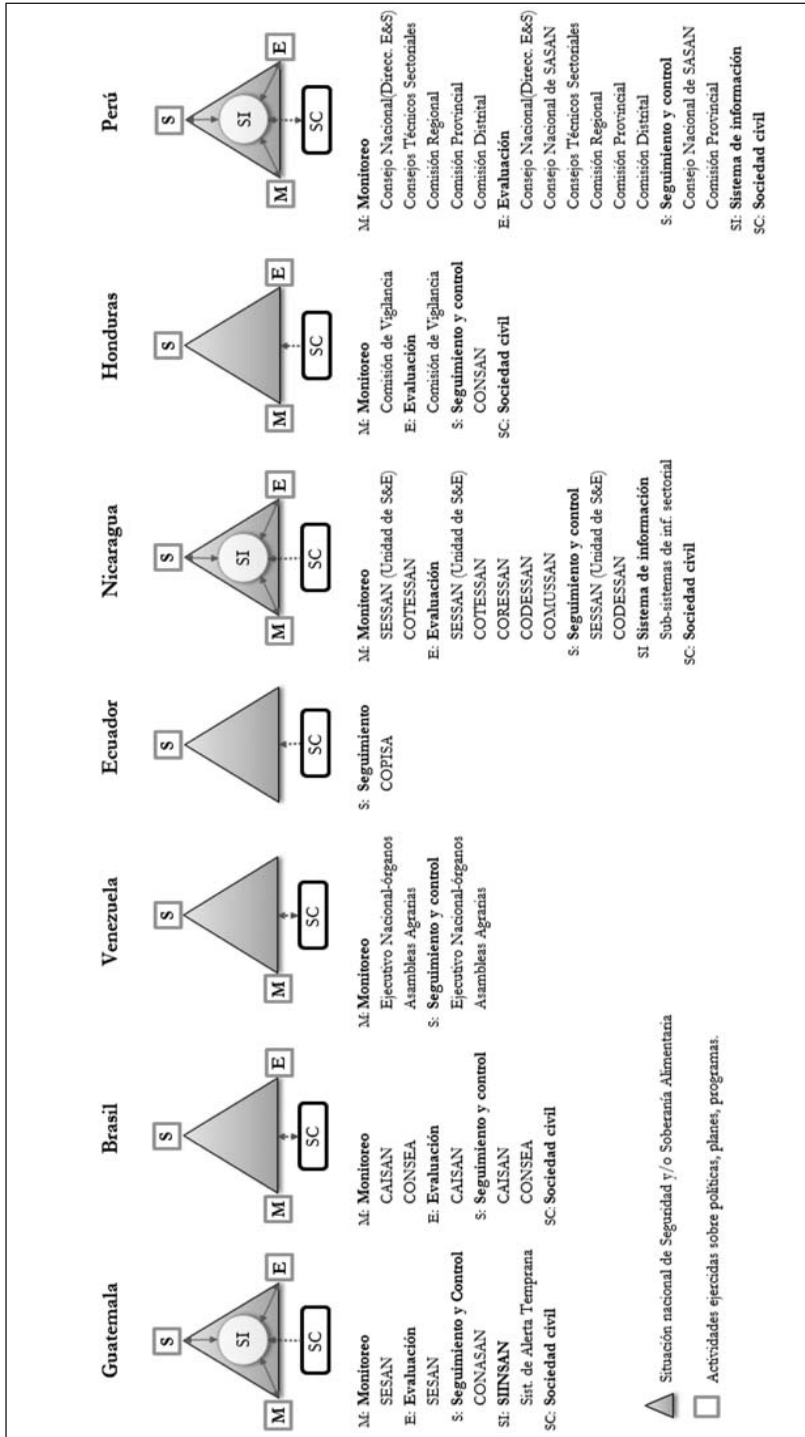 Guatemala
S
SI
M
E
SC
M: Monitoreo
SESAN
E: Evaluación
SESAN
S: Seguimiento y Control
CONASAN
SI: SIINSAN
Sist. de Alerta Temprana
SC: Sociedad civil
Brasil
S
M
E
SC
M: Monitoreo
CAISAN
CONSEA
E: Evaluación
CAISAN
S: Seguimiento y control
CAISAN
CONSEA
SC: Sociedad civil
Venezuela
S
M
SC
M: Monitoreo
Ejecutivo Nacional-órganos
Asambleas Agrarias
S: Seguimiento y control
Ejecutivo Nacional-órganos
Asambleas Agrarias
Ecuador
S
SC
S: Seguimiento
COPISA
Nicaragua
S
SI
M
E
SC
M: Monitoreo
SESSAN (Unidad de S&E)
COTESSAN
E: Evaluación
SESSAN (Unidad de S&E)
COTESSAN
CORESSAN
CODESSAN
COMUSSAN
S: Seguimiento y control
SESSAN (Unidad de S&E)
CODESSAN
SI Sistema de información
Sub-sistemas de inf. sectorial
SC: Sociedad civil
Honduras
S
M
E
SC
M: Monitoreo
Comisión de Vigilancia
E: Evaluación
Comisión de Vigilancia
S: Seguimiento y control
CONSAN
SC: Sociedad civil
Perú
S
SI
M
E
SC
M: Monitoreo
Consejo Nacional(Direcc. E&S)
Consejos Técnicos Sectoriales
Comisión Regional
Comisión Provincial
Comisión Distrital
E: Evaluación
Consejo Nacional(Direcc. E&S)
Consejo Nacional de SASAN
Consejos Técnicos Sectoriales
Comisión Regional
Comisión Provincial
Comisión Distrital
S: Seguimiento y control
Consejo Nacional de SASAN
Comisión Provincial
SI: Sistema de información
SC: Sociedad civil
Situación nacional de Seguridad y/o Soberanía Alimentaria
Actividades ejercidas sobre políticas, planes, programas.